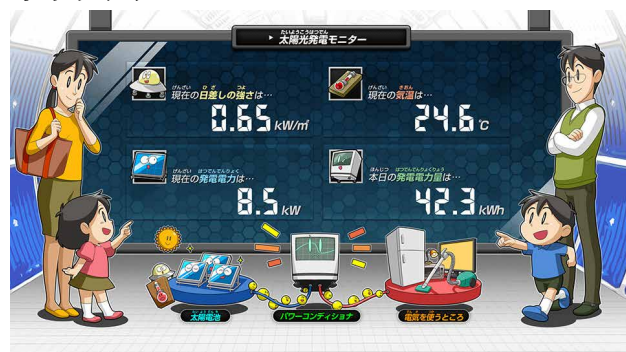 たいようこうはつでん
太陽光発電モニター
げんざい ひざ つよ
現在の日差しの強さは…
0.65 kW/㎡
げんざい きおん
現在の気温は…
24.6 ℃
げんざい はつでんでんりょく
現在の発電電力は…
8.5 kW
ほんじつ はつでんでんりょくりょう
本日の発電電力量は…
42.3 kWh
太陽電池
パワーコンディショナ
電気を使うところ